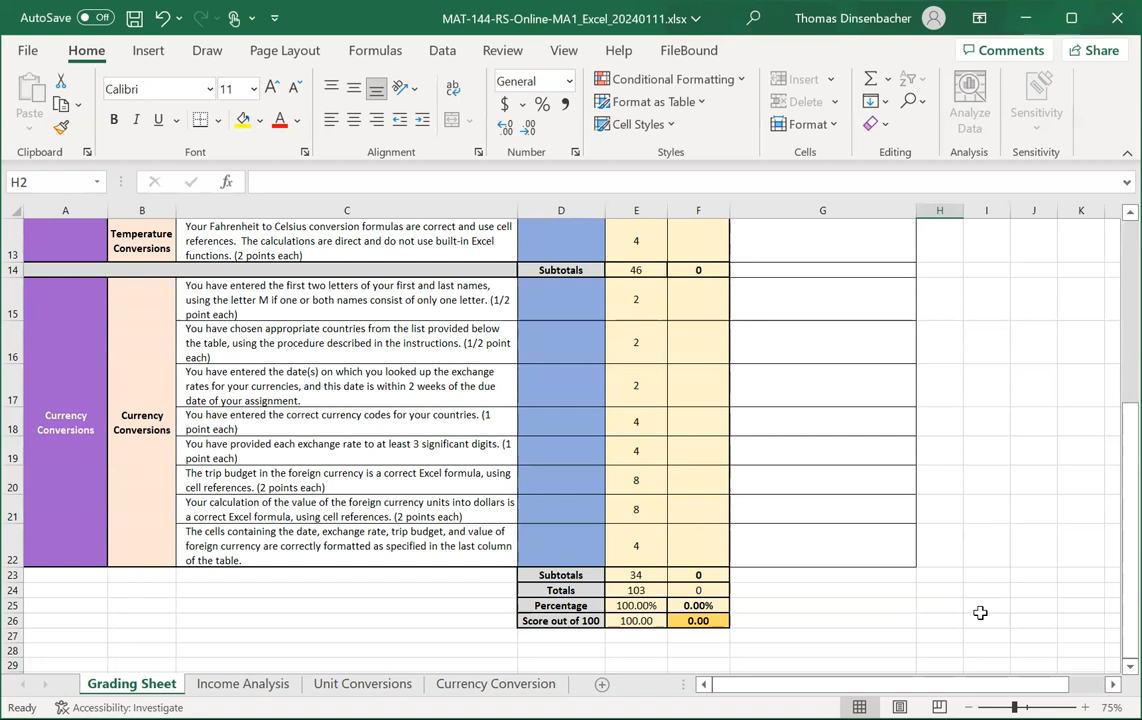 AutoSave Off MAT-144-RS-Online-MA1_Excel_20240111.xlsx Thomas Dinsenbacher
File Home Insert Draw Page Layout Formulas Data Review View Help FileBound Comments Share
Paste Calibri 11 General Conditional Formatting Insert Analyze Data Sensitivity
B I U A $ % , Format as Table Delete
Cell Styles Format
Clipboard Font Alignment Number Styles Cells Editing Analysis Sensitivity
H2 fx
A B C D E F G H I J K
13 Temperature Conversions
Your Fahrenheit to Celsius conversion formulas are correct and use cell
references. The calculations are direct and do not use built-in Excel
functions. (2 points each)
4
14 Subtotals 46 0
Currency Conversions
Currency Conversions
15
You have entered the first two letters of your first and last names,
using the letter M if one or both names consist of only one letter. (1/2
point each)
2
16
You have chosen appropriate countries from the list provided below
the table, using the procedure described in the instructions. (1/2 point
each)
2
17
You have entered the date(s) on which you looked up the exchange
rates for your currencies, and this date is within 2 weeks of the due
date of your assignment.
2
18
You have entered the correct currency codes for your countries. (1
point each)
4
19
You have provided each exchange rate to at least 3 significant digits. (1
point each)
4
20
The trip budget in the foreign currency is a correct Excel formula, using
cell references. (2 points each)
8
21
Your calculation of the value of the foreign currency units into dollars is
a correct Excel formula, using cell references. (2 points each)
8
22
The cells containing the date, exchange rate, trip budget, and value of
foreign currency are correctly formatted as specified in the last column
of the table.
4
23 Subtotals 34 0
24 Totals 103 0
25 Percentage 100.00% 0.00%
26 Score out of 100 100.00 0.00
27
28
29
Grading Sheet Income Analysis Unit Conversions Currency Conversion
Ready Accessibility: Investigate 75%